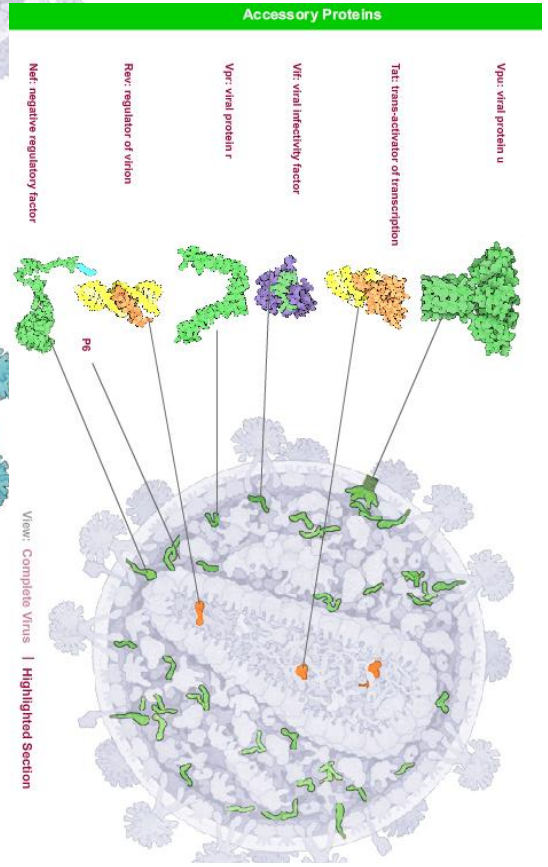 Accessory Proteins
Vpu: viral protein u
Tat: trans-activator of transcription
Vif: viral infectivity factor
Vpr: viral protein r
Rev: regulator of virion
Nef: negative regulatory factor
P6
View: Complete Virus | Highlighted Section